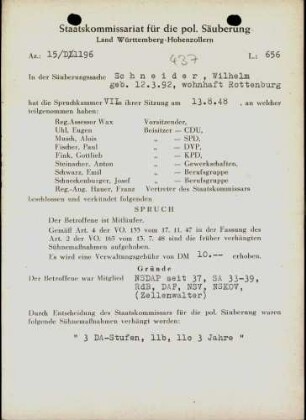 Staatskommissariat für die pol. Säuberung
Land Württemberg-Hohenzollern
Az.: 15/D/1196 L: 656
437
In der Säuberungssache Schneider, Wilhelm
geb. 12.3.92, wohnhaft Rottenburg
hat die Spruchkammer VII in ihrer Sitzung am 13.8.48 , an welcher
teilgenommen haben:
Reg.Assessor Wax Vorsitzender,
Uhl, Eugen Beisitzer — CDU,
Musik, Alois „ — SPD,
Fischer, Paul „ — DVP,
Fink, Gottlieb „ — KPD,
Steinacher, Anton „ — Gewerkschaften,
Schwarz, Emil „ — Berufsgruppe
Schneckenburger, Josef „ — Berufsgruppe
Reg.-Ang. Hauer, Franz Vertreter des Staatskommissars
beschlossen und verkündet folgenden
SPRUCH
Der Betroffene ist Mitläufer.
Gemäß Art. 4 der VO. 133 vom 17. 11. 47 in der Fassung des
Art. 2 der VO. 165 vom 13. 7. 48 sind die früher verhängten
Sühnemaßnahmen aufgehoben.
Es wird eine Verwaltungsgebühr von DM 10.-- erhoben.
Gründe
Der Betroffene war Mitglied NSDAP seit 37, SA 33-39,
RdB, DAF, NSV, NSKOV,
(Zellenwalter)
Durch Entscheidung des Staatskommissars für die pol. Säuberung waren
folgende Sühnemaßnahmen verhängt worden:
" 3 DA-Stufen, 11b, 11c 3 Jahre "